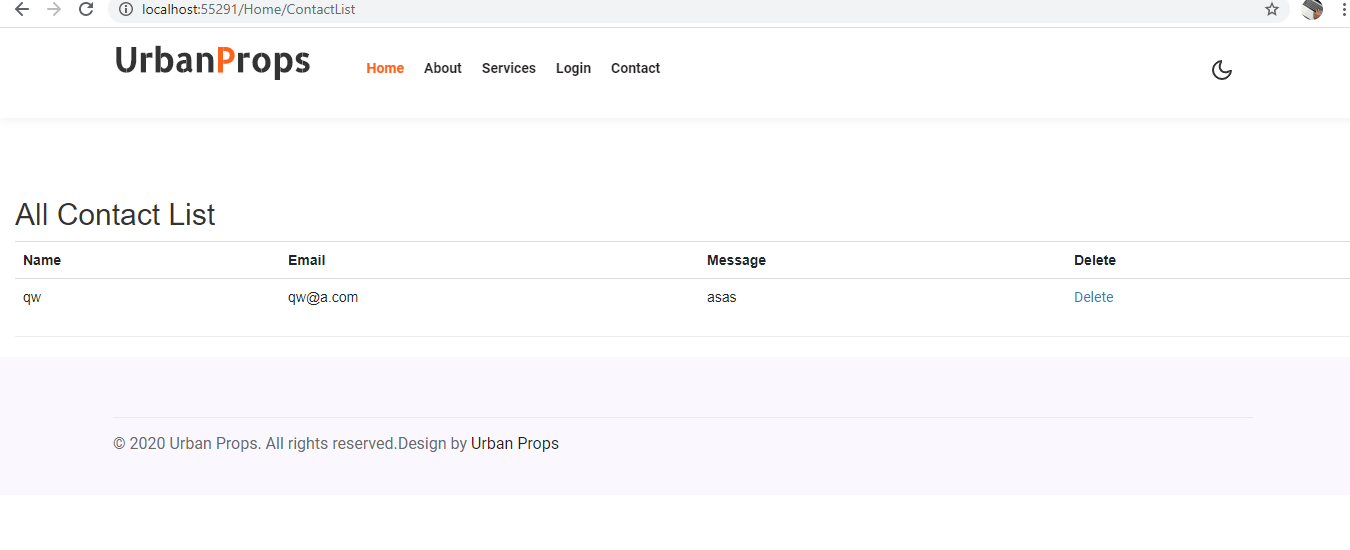 localhost:55291/Home/ContactList
UrbanProps Home About Services Login Contact
All Contact List
Name Email Message Delete
qw qw@a.com asas Delete
© 2020 Urban Props. All rights reserved.Design by Urban Props